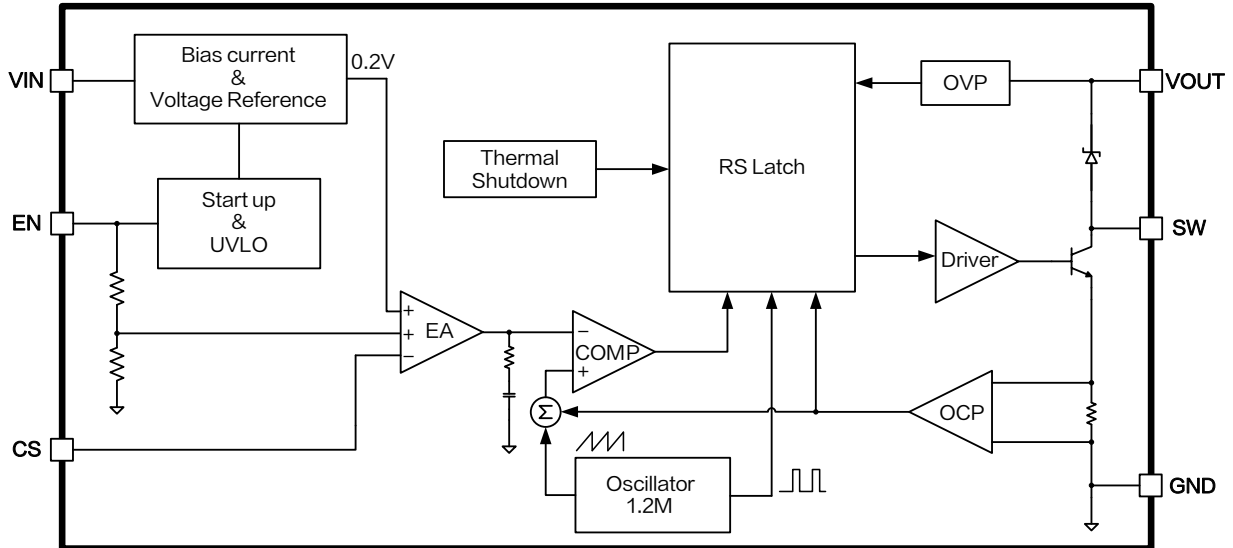 Bias current
&
Voltage Reference
0.2V
VIN
OVP
VOUT
Thermal
Shutdown
RS Latch
Start up
&
UVLO
EN
SW
Driver
+
+
−
EA
−
+
COMP
Σ
OCP
CS
Oscillator
1.2M
GND